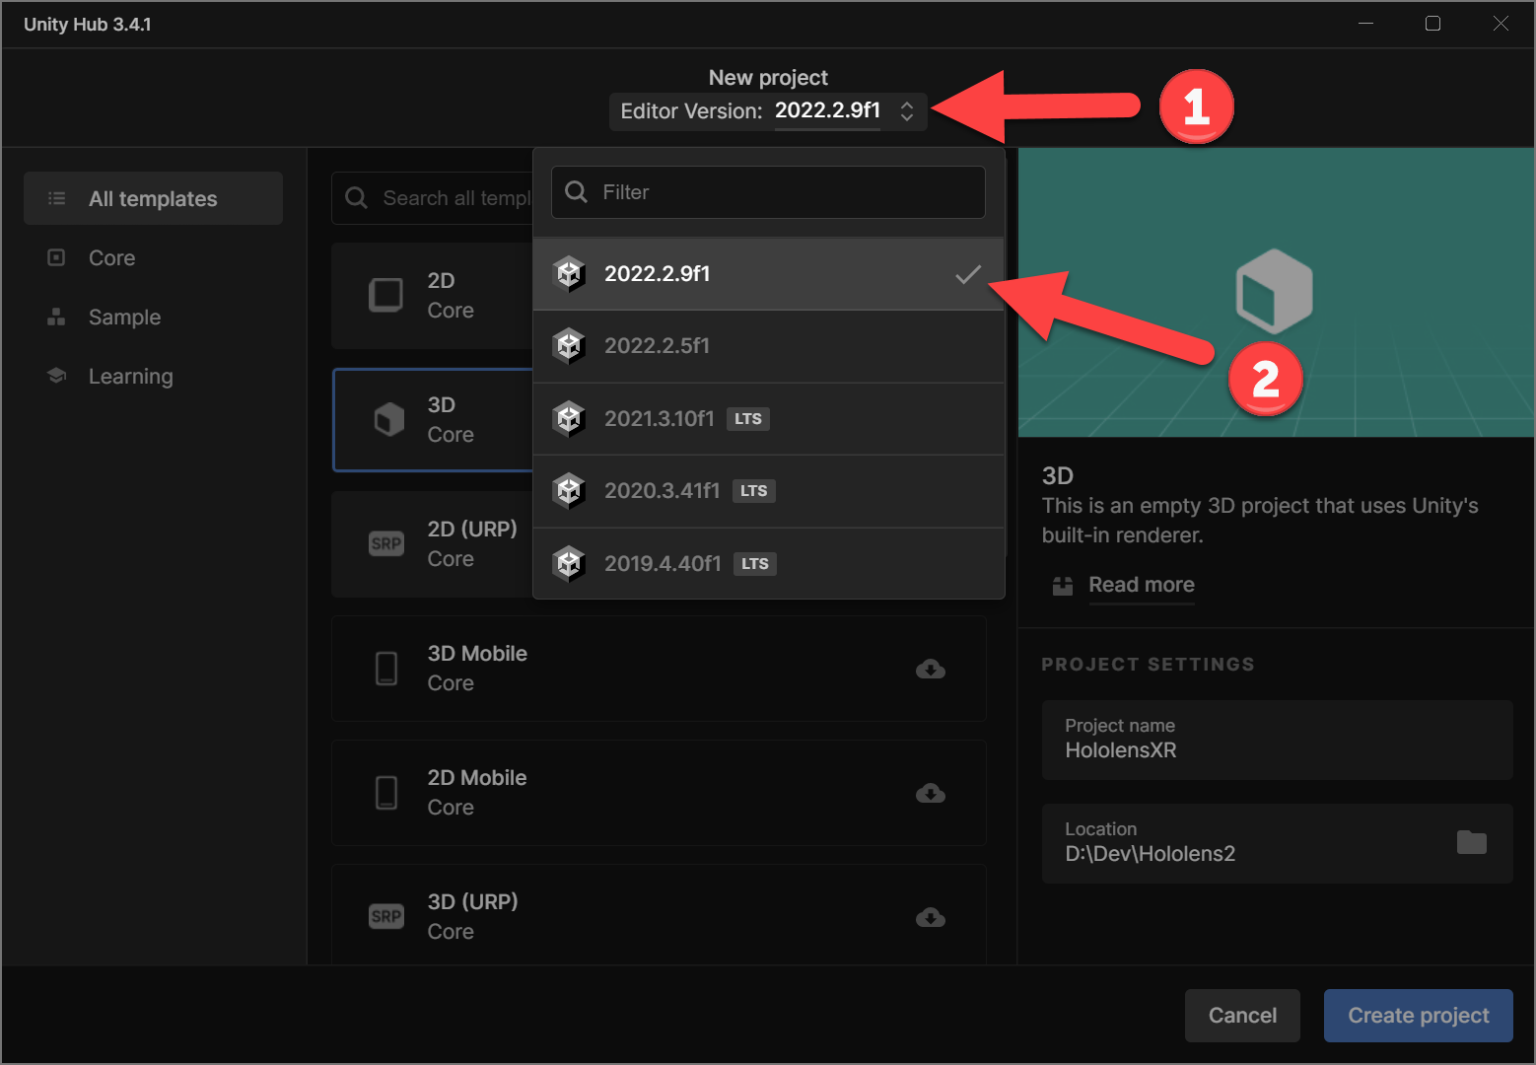 Unity Hub 3.4.1
New project
Editor Version: 2022.2.9f1
1
All templates
Core
Sample
Learning
Search all templ
Filter
2022.2.9f1
2022.2.5f1
2021.3.10f1 LTS
2020.3.41f1 LTS
2019.4.40f1 LTS
2
2D
Core
3D
Core
SRP
2D (URP)
Core
3D Mobile
Core
2D Mobile
Core
SRP
3D (URP)
Core
3D
This is an empty 3D project that uses Unity's
built-in renderer.
Read more
PROJECT SETTINGS
Project name
HololensXR
Location
D:\Dev\Hololens2
Cancel
Create project